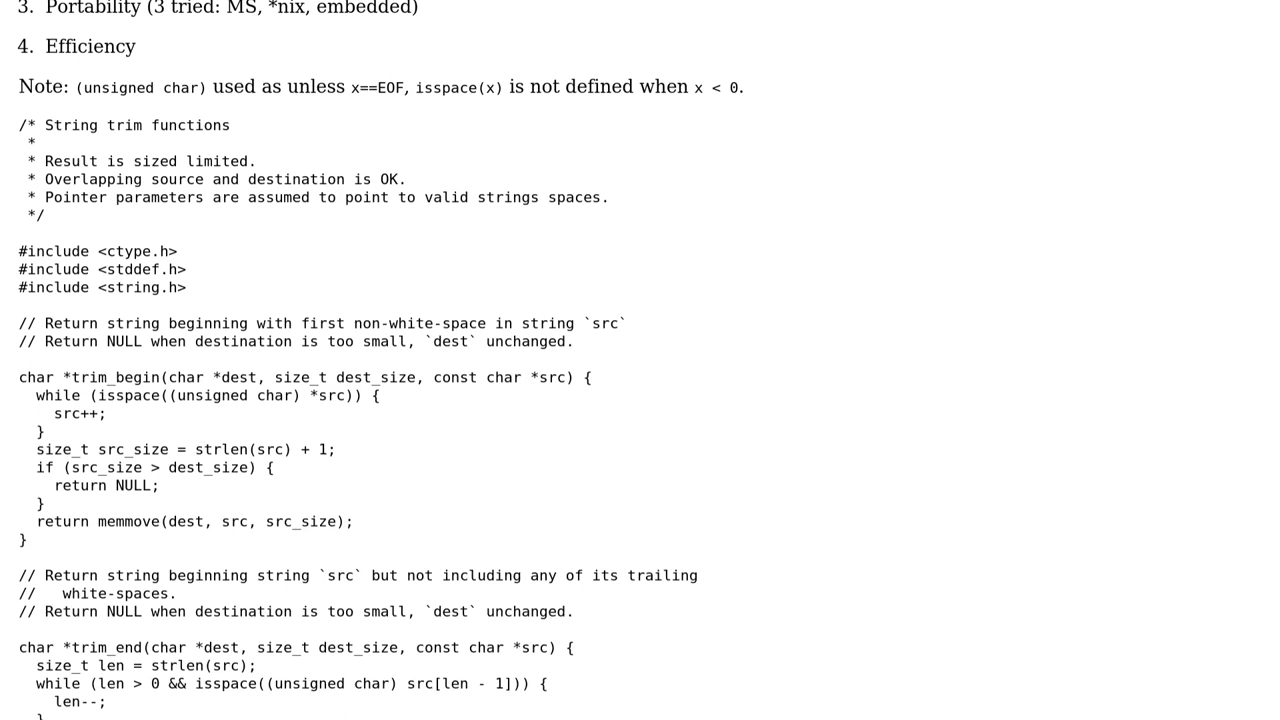 3. Portability (3 tried: MS, *nix, embedded)
4. Efficiency
Note: (unsigned char) used as unless x==EOF, isspace(x) is not defined when x < 0.
/* String trim functions
 *
 * Result is sized limited.
 * Overlapping source and destination is OK.
 * Pointer parameters are assumed to point to valid strings spaces.
 */
#include <ctype.h>
#include <stddef.h>
#include <string.h>
// Return string beginning with first non-white-space in string `src`
// Return NULL when destination is too small, `dest` unchanged.
char *trim_begin(char *dest, size_t dest_size, const char *src) {
  while (isspace((unsigned char) *src)) {
    src++;
  }
  size_t src_size = strlen(src) + 1;
  if (src_size > dest_size) {
    return NULL;
  }
  return memmove(dest, src, src_size);
}
// Return string beginning string `src` but not including any of its trailing
//   white-spaces.
// Return NULL when destination is too small, `dest` unchanged.
char *trim_end(char *dest, size_t dest_size, const char *src) {
  size_t len = strlen(src);
  while (len > 0 && isspace((unsigned char) src[len - 1])) {
    len--;
  }